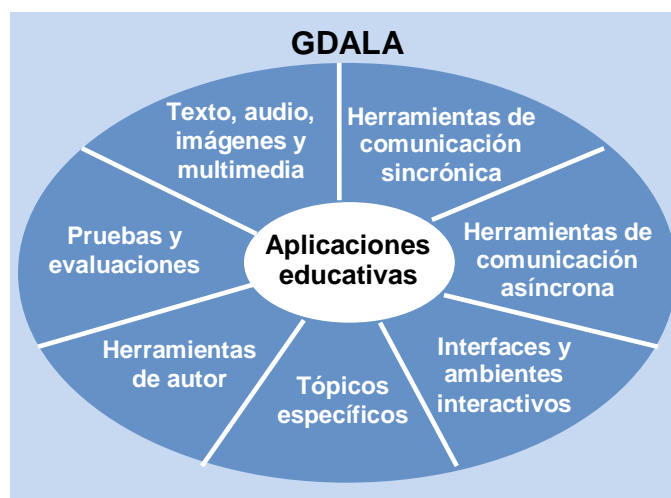 GDALA
Texto, audio,
imágenes y
multimedia
Herramientas de
comunicación
sincrónica
Pruebas y
evaluaciones
Aplicaciones
educativas
Herramientas de
comunicación
asíncrona
Herramientas
de autor
Tópicos
específicos
Interfaces y
ambientes
interactivos